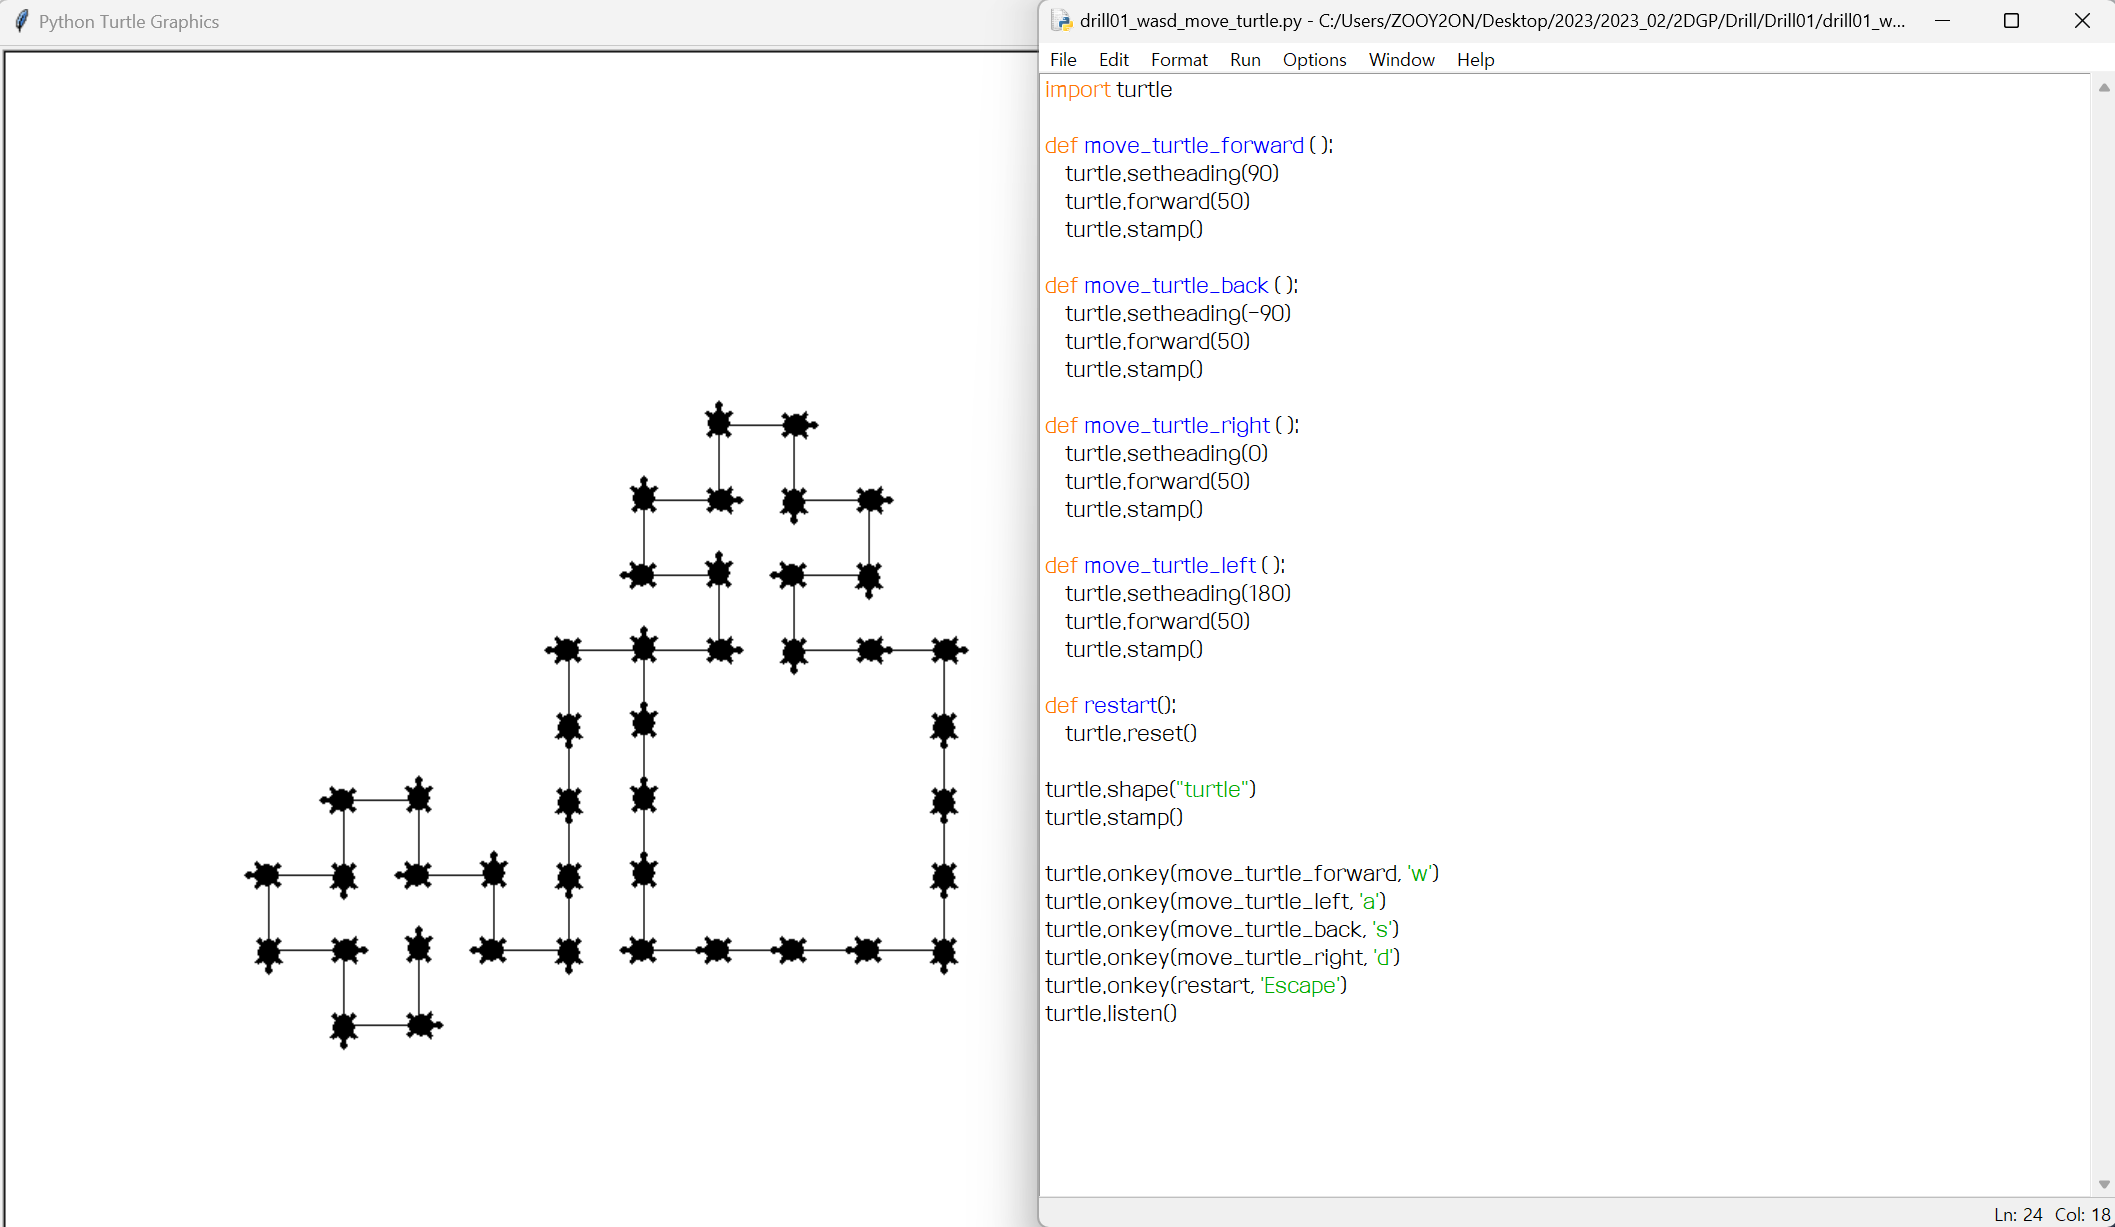 Python Turtle Graphics
drill01_wasd_move_turtle.py - C:/Users/ZOOY2ON/Desktop/2023/2023_02/2DGP/Drill/Drill01/drill01_w...
File Edit Format Run Options Window Help
import turtle
def move_turtle_forward ( ):
    turtle.setheading(90)
    turtle.forward(50)
    turtle.stamp()
def move_turtle_back ( ):
    turtle.setheading(-90)
    turtle.forward(50)
    turtle.stamp()
def move_turtle_right ( ):
    turtle.setheading(0)
    turtle.forward(50)
    turtle.stamp()
def move_turtle_left ( ):
    turtle.setheading(180)
    turtle.forward(50)
    turtle.stamp()
def restart():
    turtle.reset()
turtle.shape("turtle")
turtle.stamp()
turtle.onkey(move_turtle_forward, 'w')
turtle.onkey(move_turtle_left, 'a')
turtle.onkey(move_turtle_back, 's')
turtle.onkey(move_turtle_right, 'd')
turtle.onkey(restart, 'Escape')
turtle.listen()
Ln: 24 Col: 18